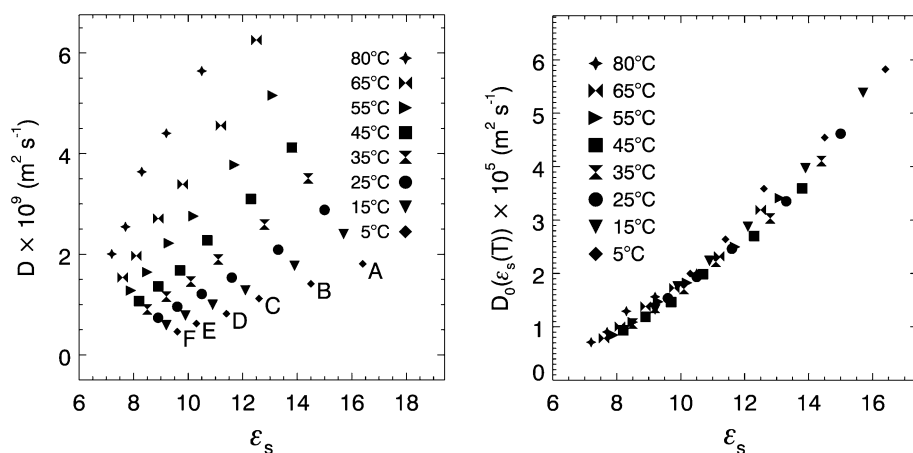 D × 10⁹ (m² s⁻¹)
6
4
2
0
80°C
65°C
55°C
45°C
35°C
25°C
15°C
5°C
A
B
C
D
E
F
6 8 10 12 14 16 18
εₛ
D₀(εₛ(T)) × 10⁵ (m² s⁻¹)
6
5
4
3
2
1
0
80°C
65°C
55°C
45°C
35°C
25°C
15°C
5°C
6 8 10 12 14 16
εₛ